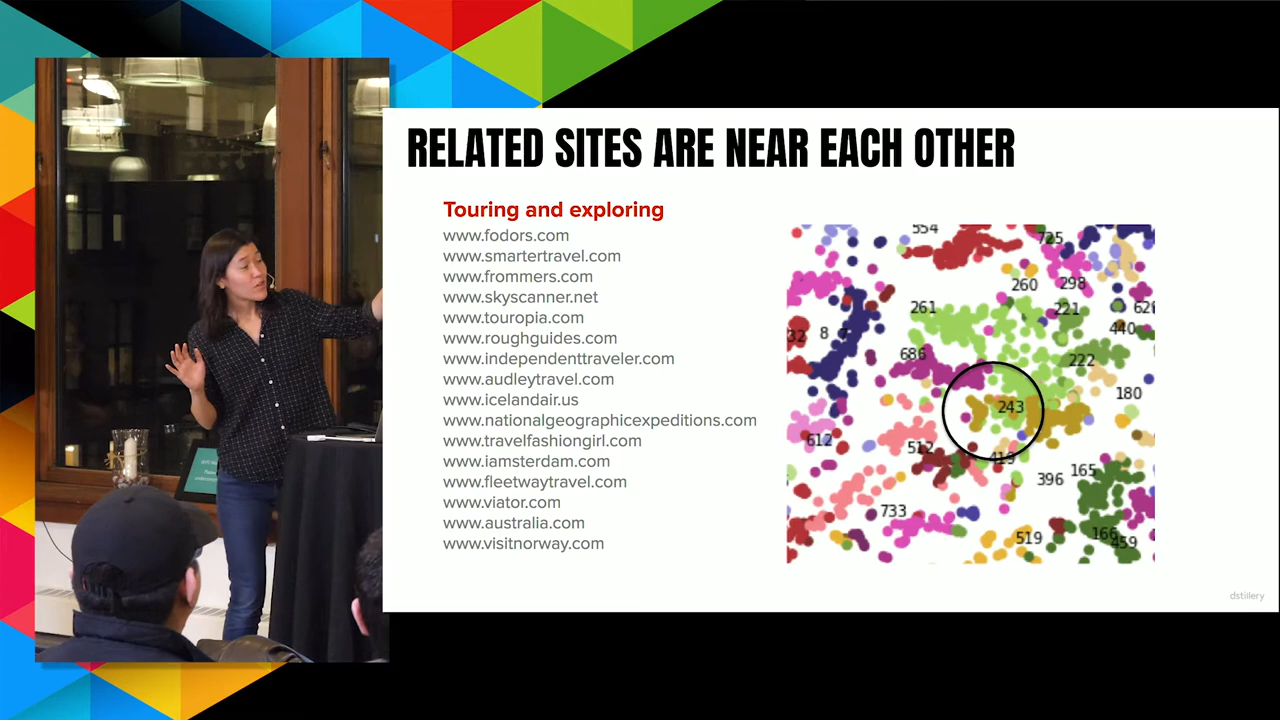 RELATED SITES ARE NEAR EACH OTHER
Touring and exploring
www.fodors.com
www.smartertravel.com
www.frommers.com
www.skyscanner.net
www.touropia.com
www.roughguides.com
www.independenttraveler.com
www.audleytravel.com
www.icelandair.us
www.nationalgeographicexpeditions.com
www.travelfashiongirl.com
www.iamsterdam.com
www.fleetwaytravel.com
www.viator.com
www.australia.com
www.visitnorway.com
554
725
260
298
261
221
8
440
686
222
243
180
612
512
419
396
165
733
519
166
459
dstillery